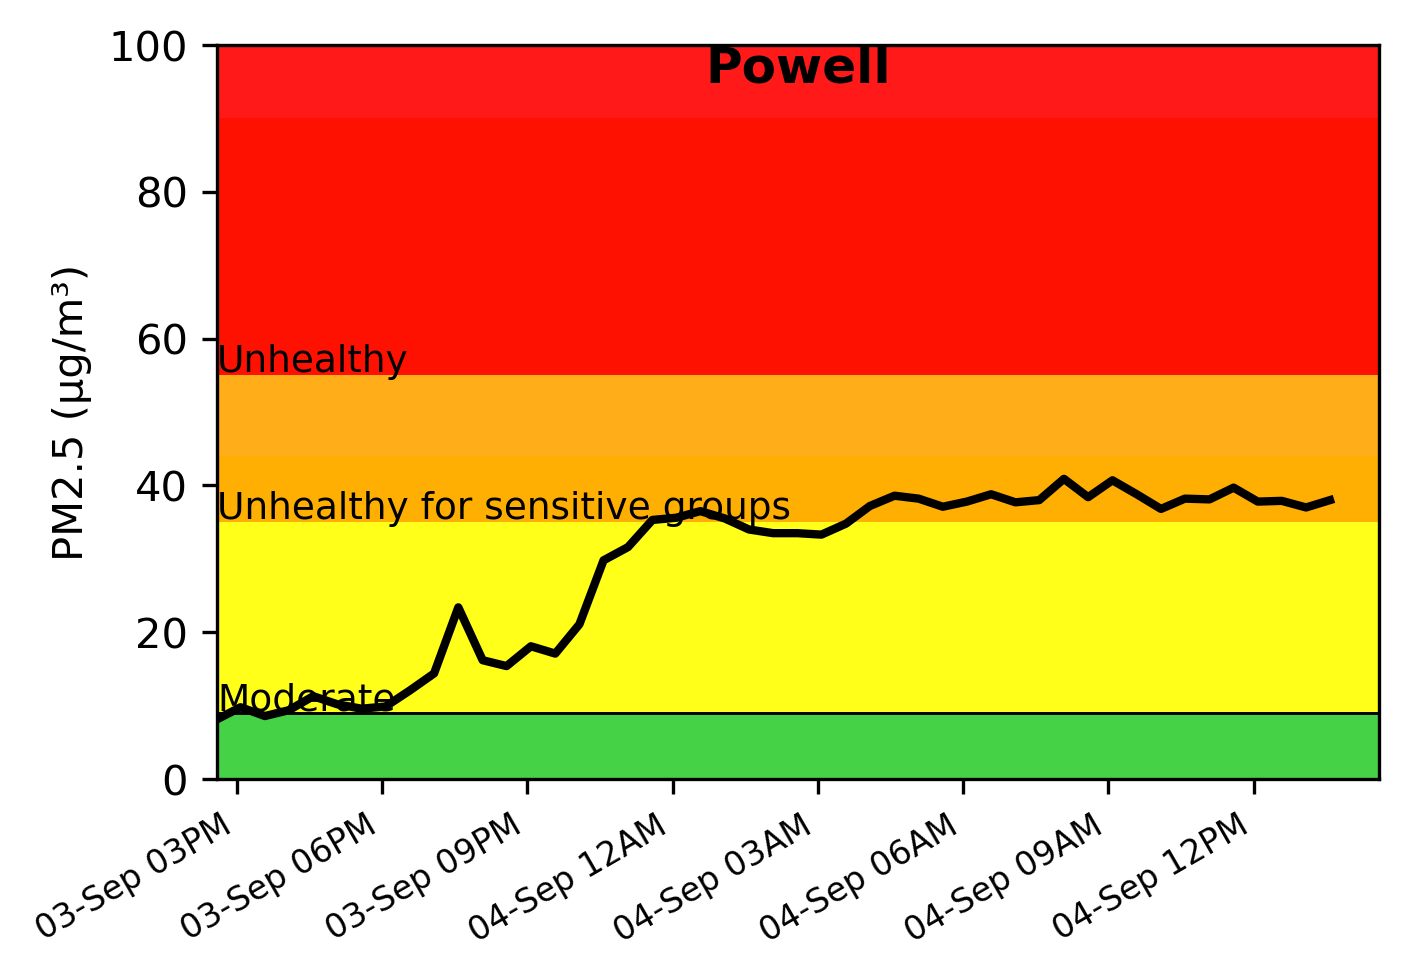 Powell
100
80
60
40
20
0
PM2.5 (µg/m³)
Unhealthy
Unhealthy for sensitive groups
Moderate
03-Sep 03PM
03-Sep 06PM
03-Sep 09PM
04-Sep 12AM
04-Sep 03AM
04-Sep 06AM
04-Sep 09AM
04-Sep 12PM